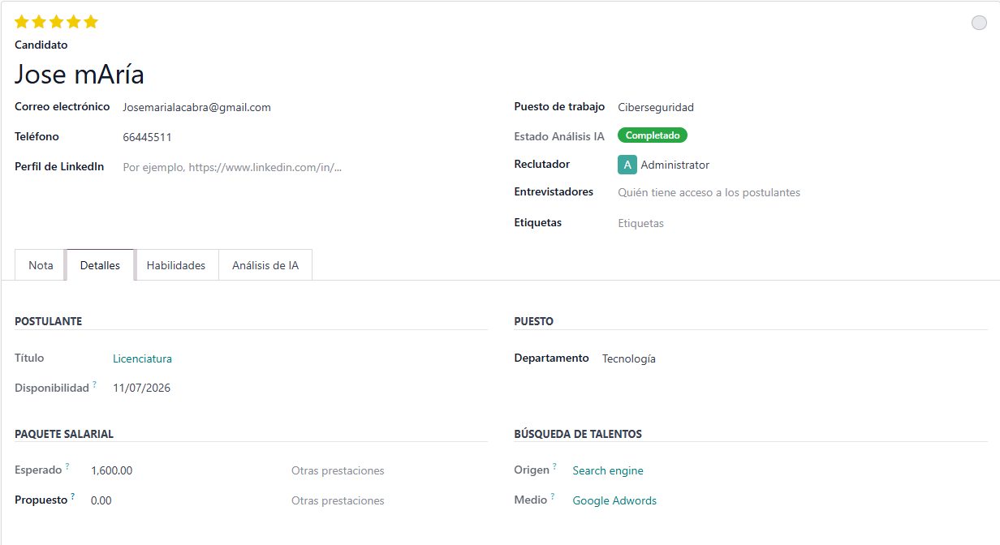 Candidato
Jose mAría
Correo electrónico Josemarialacabra@gmail.com
Teléfono 66445511
Perfil de LinkedIn Por ejemplo, https://www.linkedin.com/in/...
Puesto de trabajo Ciberseguridad
Estado Análisis IA Completado
Reclutador A Administrator
Entrevistadores Quién tiene acceso a los postulantes
Etiquetas Etiquetas
Nota Detalles Habilidades Análisis de IA
POSTULANTE
Título Licenciatura
Disponibilidad ? 11/07/2026
PUESTO
Departamento Tecnología
PAQUETE SALARIAL
Esperado ? 1,600.00 Otras prestaciones
Propuesto ? 0.00 Otras prestaciones
BÚSQUEDA DE TALENTOS
Origen ? Search engine
Medio ? Google Adwords